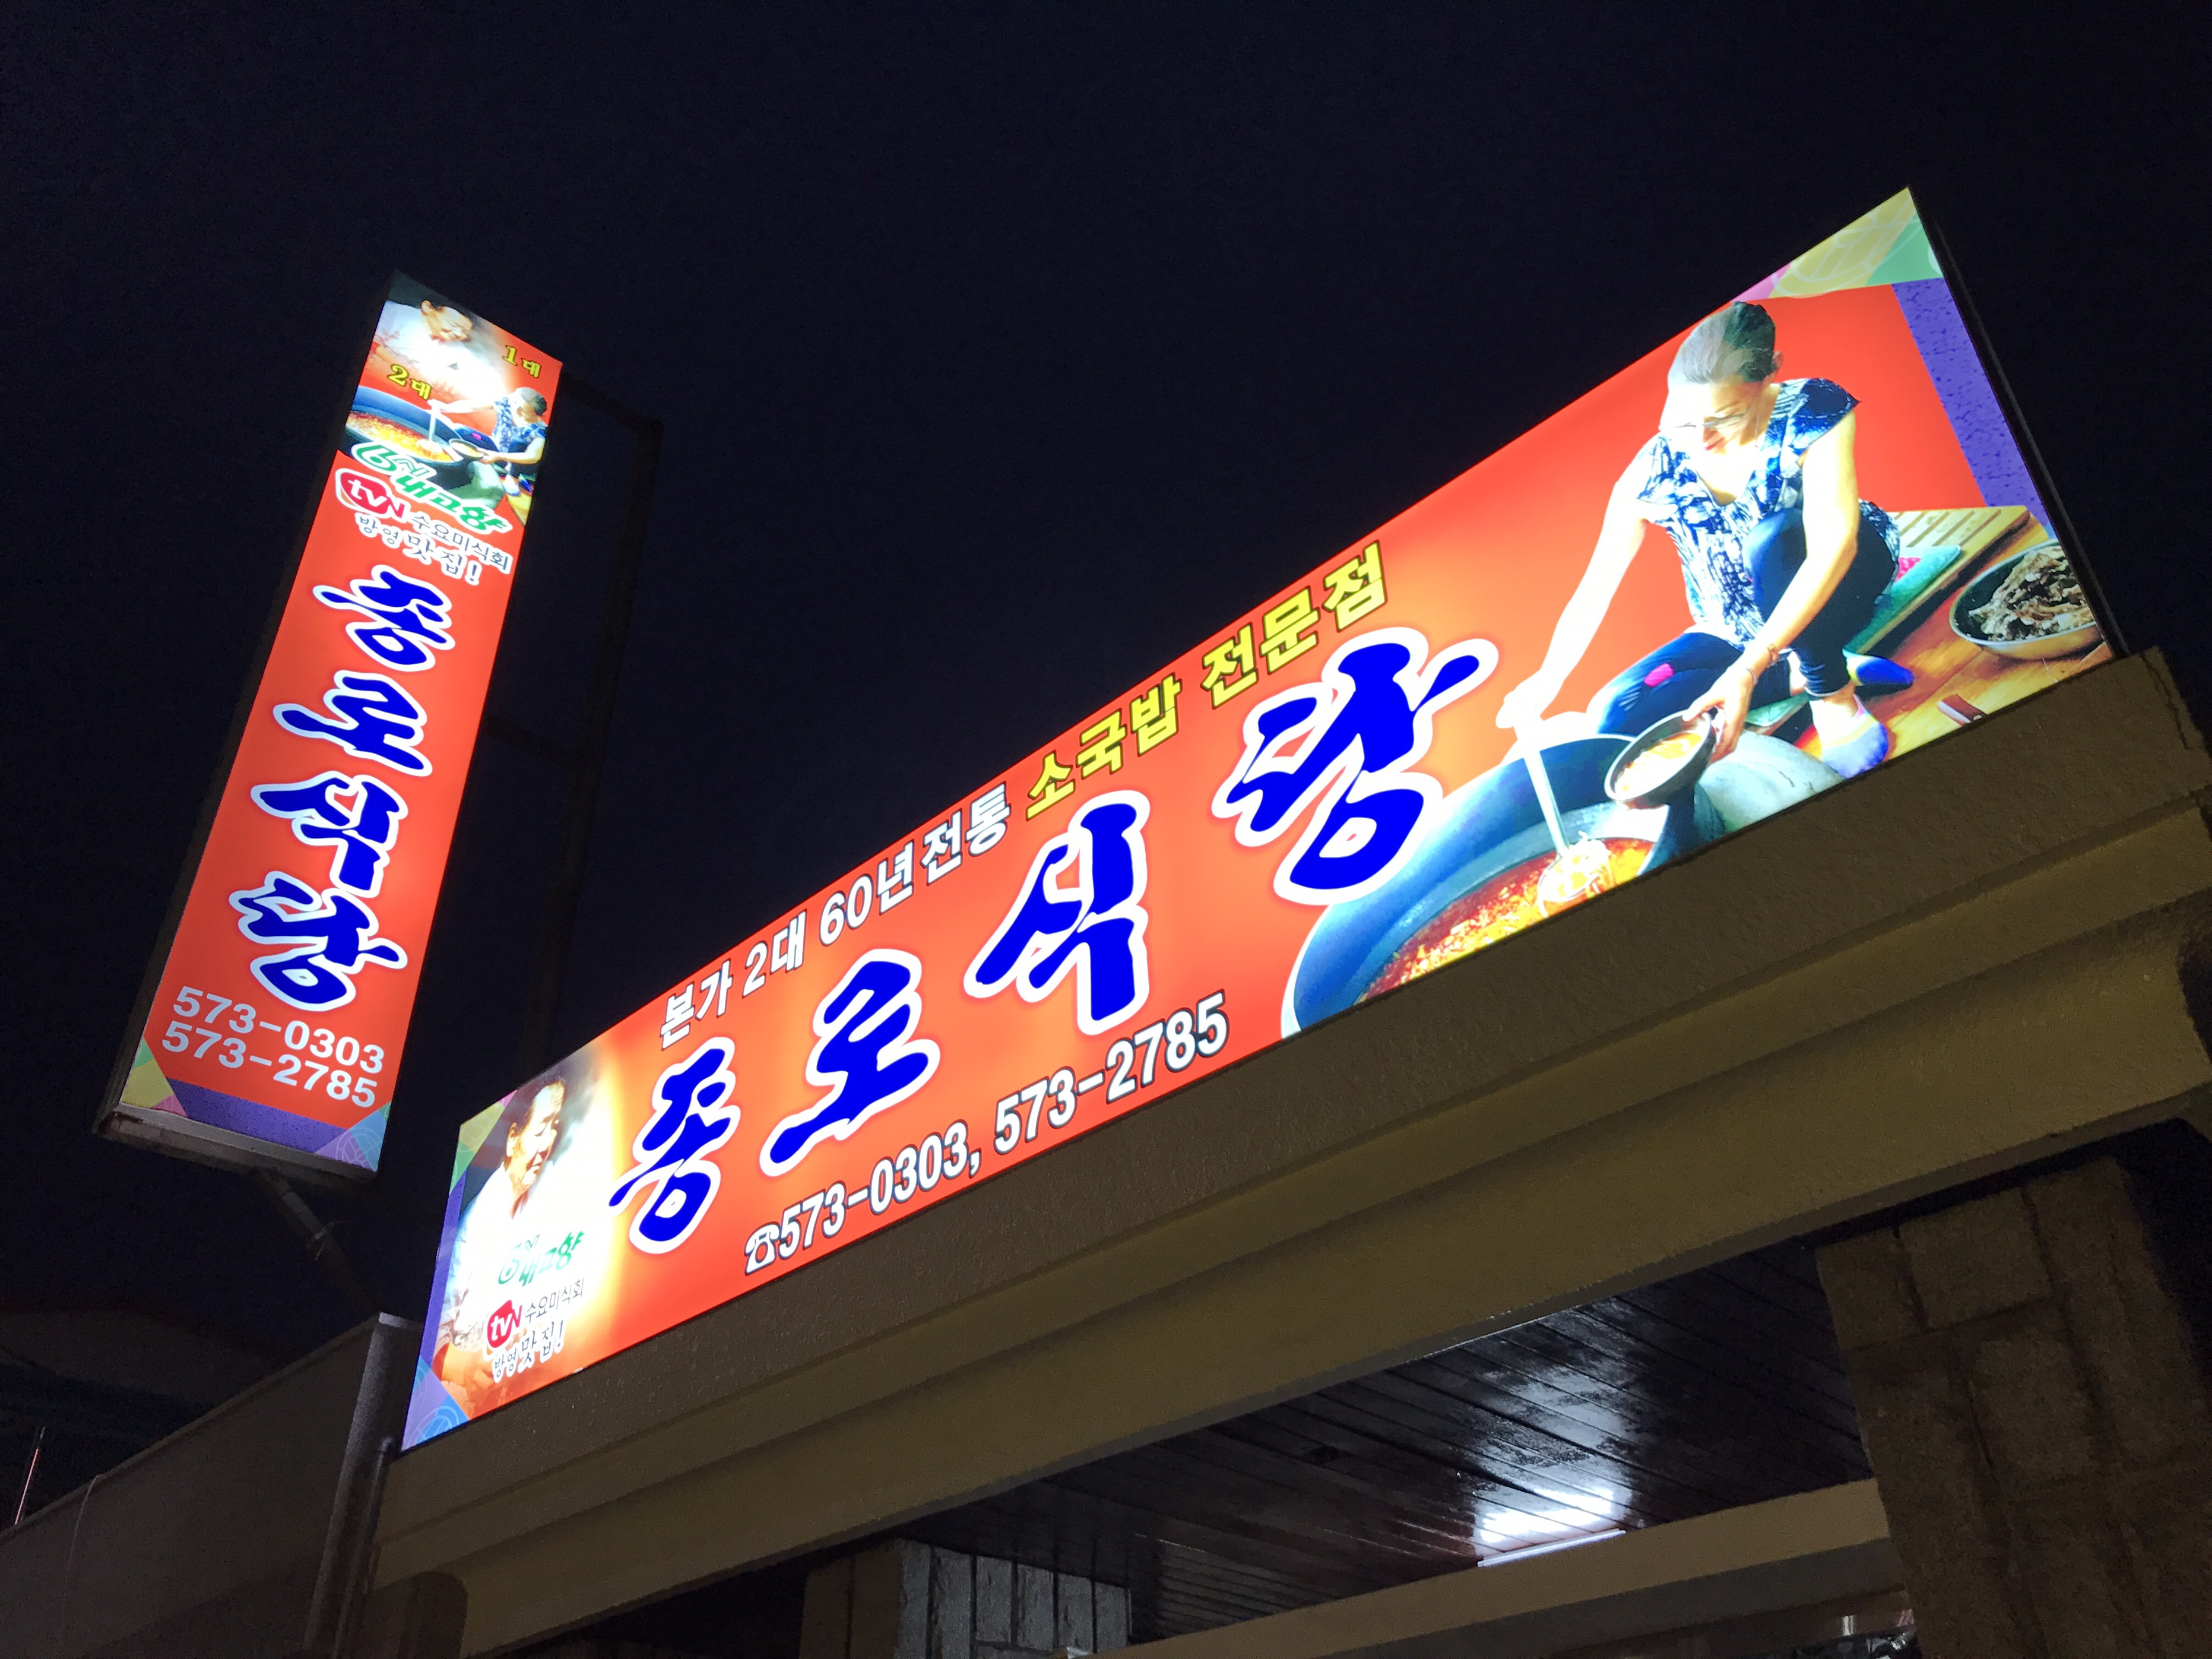 1대
2대
6시 내고향
tvN 수요미식회
방영 맛집!
종로식당
573-0303
573-2785
본가 2대 60년 전통 소국밥 전문점
종로식당
☎573-0303, 573-2785
6시 내고향
tvN 수요미식회
방영 맛집!